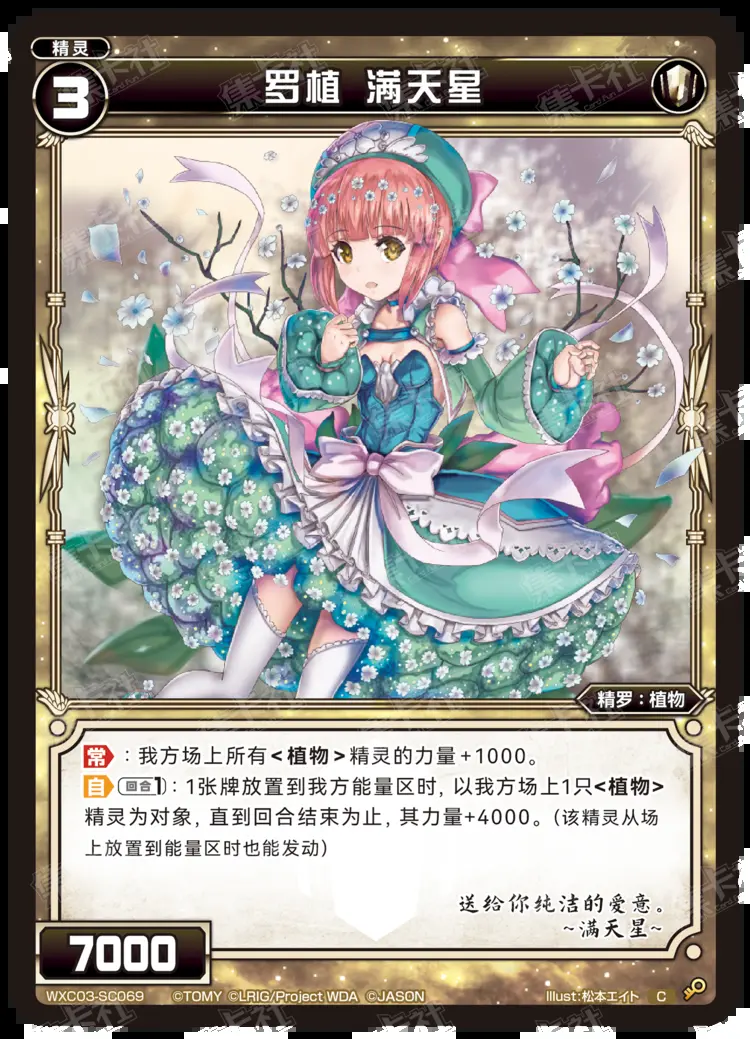 精灵
3
罗植 满天星
精罗：植物
常：我方场上所有<植物>精灵的力量+1000。
自 回合1：1张牌放置到我方能量区时, 以我方场上1只<植物>
精灵为对象, 直到回合结束为止, 其力量+4000。（该精灵从场
上放置到能量区时也能发动）
送给你纯洁的爱意。
~满天星~
7000
WXC03-SC069 ©TOMY ©LRIG/Project WDA ©JASON Illust:松本エイト C
集卡社